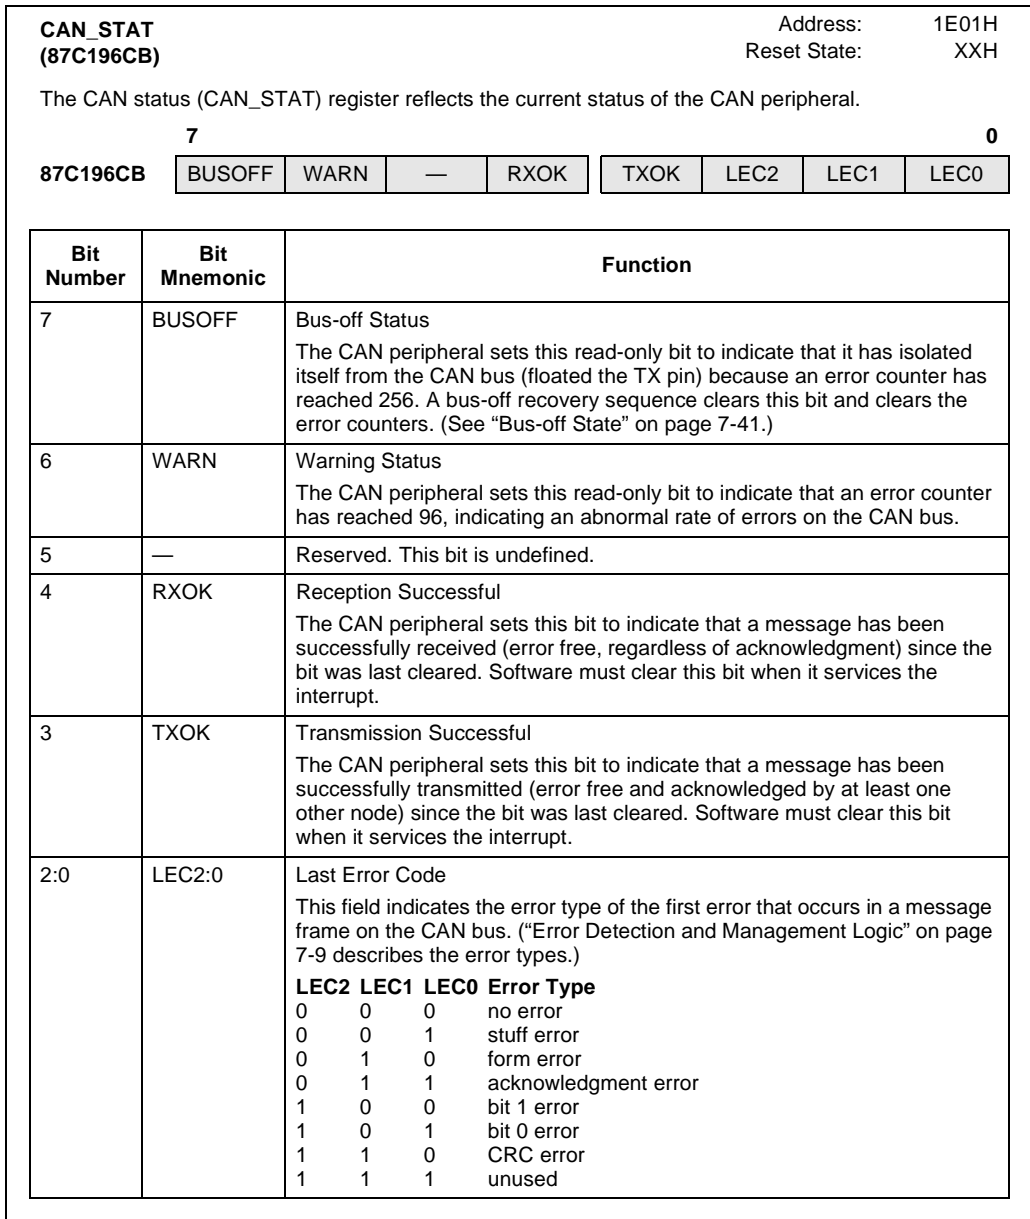 CAN_STAT
(87C196CB)
Address: 1E01H
Reset State: XXH
The CAN status (CAN_STAT) register reflects the current status of the CAN peripheral.
7 0
87C196CB BUSOFF WARN — RXOK TXOK LEC2 LEC1 LEC0
Bit Number Bit Mnemonic Function
7 BUSOFF Bus-off Status
The CAN peripheral sets this read-only bit to indicate that it has isolated
itself from the CAN bus (floated the TX pin) because an error counter has
reached 256. A bus-off recovery sequence clears this bit and clears the
error counters. (See “Bus-off State” on page 7-41.)
6 WARN Warning Status
The CAN peripheral sets this read-only bit to indicate that an error counter
has reached 96, indicating an abnormal rate of errors on the CAN bus.
5 — Reserved. This bit is undefined.
4 RXOK Reception Successful
The CAN peripheral sets this bit to indicate that a message has been
successfully received (error free, regardless of acknowledgment) since the
bit was last cleared. Software must clear this bit when it services the
interrupt.
3 TXOK Transmission Successful
The CAN peripheral sets this bit to indicate that a message has been
successfully transmitted (error free and acknowledged by at least one
other node) since the bit was last cleared. Software must clear this bit
when it services the interrupt.
2:0 LEC2:0 Last Error Code
This field indicates the error type of the first error that occurs in a message
frame on the CAN bus. (“Error Detection and Management Logic” on page
7-9 describes the error types.)
LEC2 LEC1 LEC0 Error Type
0 0 0 no error
0 0 1 stuff error
0 1 0 form error
0 1 1 acknowledgment error
1 0 0 bit 1 error
1 0 1 bit 0 error
1 1 0 CRC error
1 1 1 unused